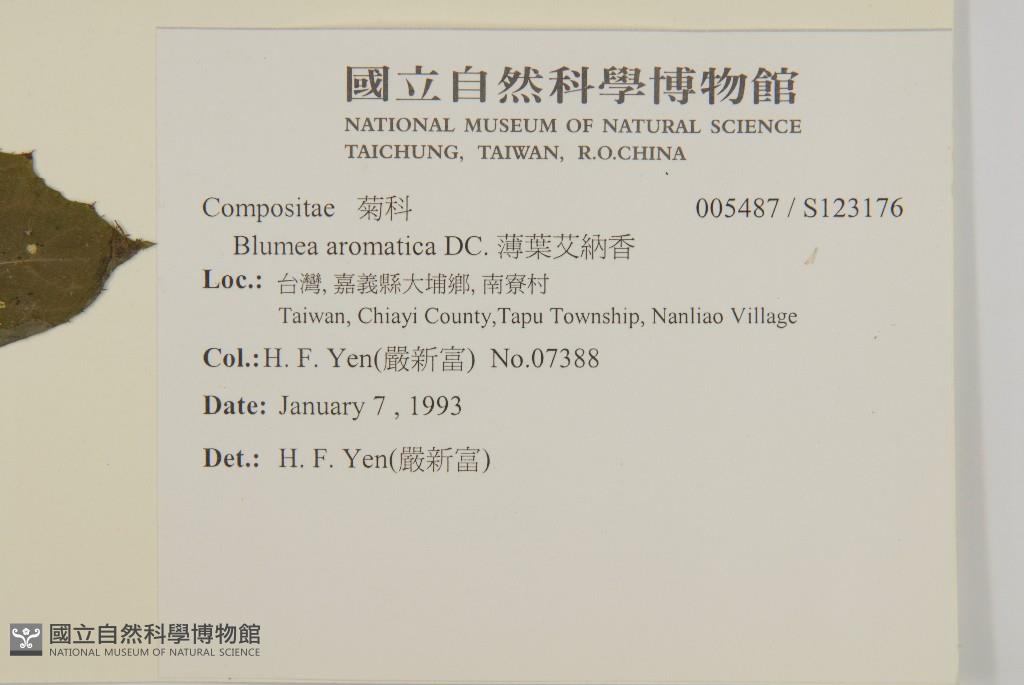 國立自然科學博物館
NATIONAL MUSEUM OF NATURAL SCIENCE
TAICHUNG, TAIWAN, R.O.CHINA
Compositae 菊科 005487 / S123176
Blumea aromatica DC. 薄葉艾納香
Loc.: 台灣, 嘉義縣大埔鄉, 南寮村
Taiwan, Chiayi County,Tapu Township, Nanliao Village
Col.:H. F. Yen(嚴新富) No.07388
Date: January 7 , 1993
Det.: H. F. Yen(嚴新富)
國立自然科學博物館
NATIONAL MUSEUM OF NATURAL SCIENCE